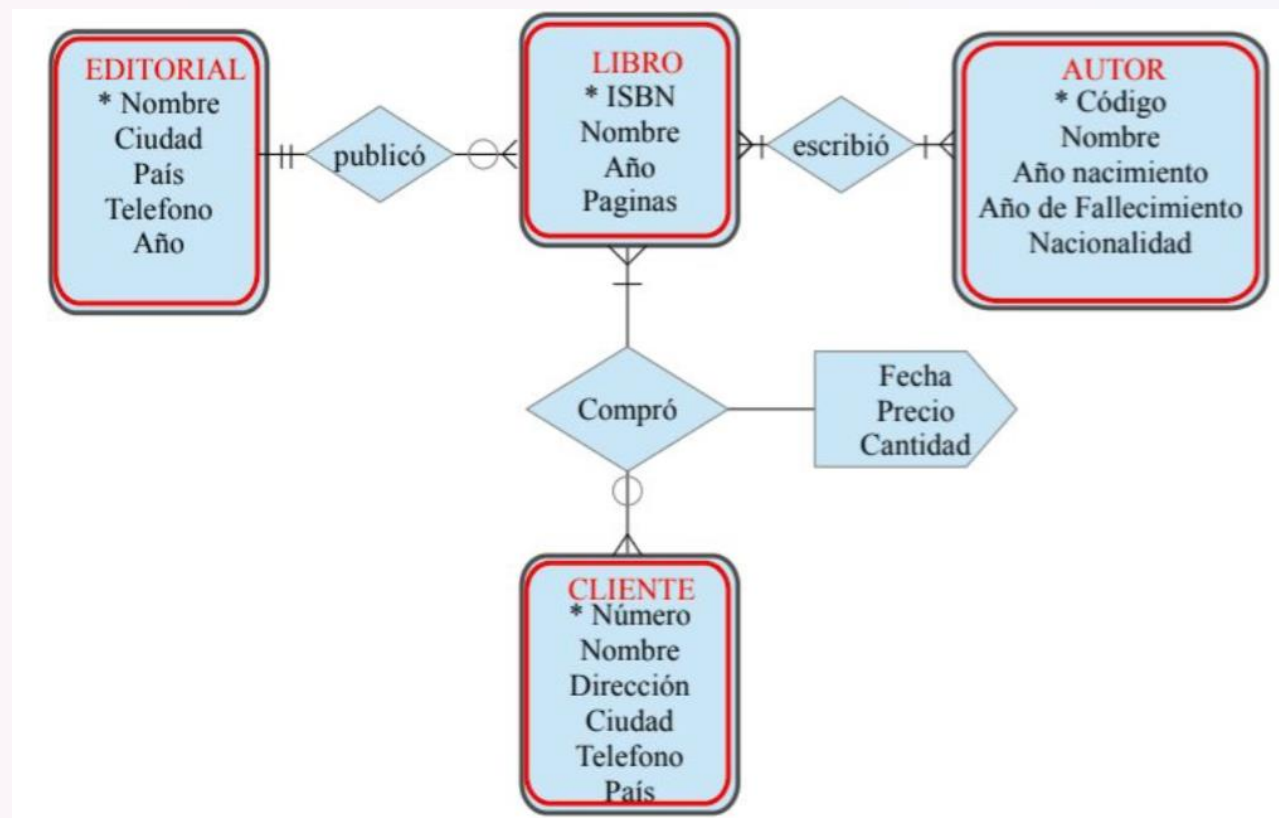 EDITORIAL
* Nombre
Ciudad
País
Telefono
Año
publicó
LIBRO
* ISBN
Nombre
Año
Paginas
escribió
AUTOR
* Código
Nombre
Año nacimiento
Año de Fallecimiento
Nacionalidad
Compró
Fecha
Precio
Cantidad
CLIENTE
* Número
Nombre
Dirección
Ciudad
Telefono
País